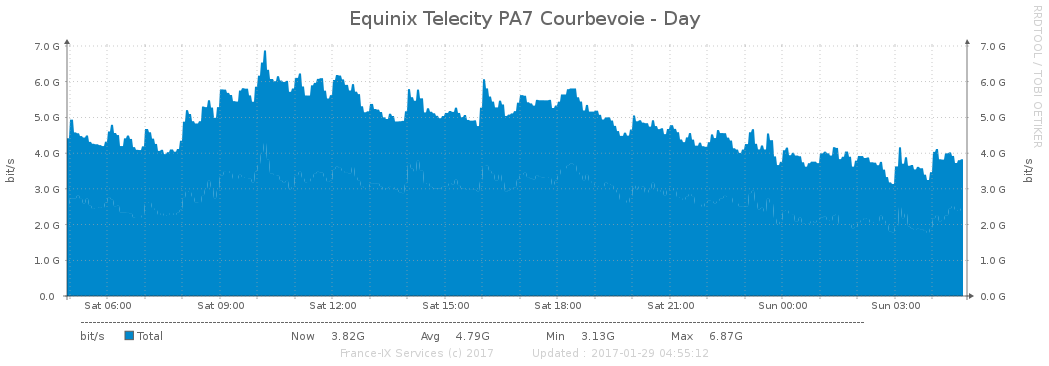 Equinix Telecity PA7 Courbevoie - Day
RRDTOOL / TOBI OETIKER
7.0 G 7.0 G
6.0 G 6.0 G
5.0 G 5.0 G
4.0 G 4.0 G
3.0 G 3.0 G
2.0 G 2.0 G
1.0 G 1.0 G
0.0 0.0 G
bit/s
bit/s
Sat 06:00 Sat 09:00 Sat 12:00 Sat 15:00 Sat 18:00 Sat 21:00 Sun 00:00 Sun 03:00
bit/s Total Now 3.82G Avg 4.79G Min 3.13G Max 6.87G
France-IX Services (c) 2017 Updated : 2017-01-29 04:55:12